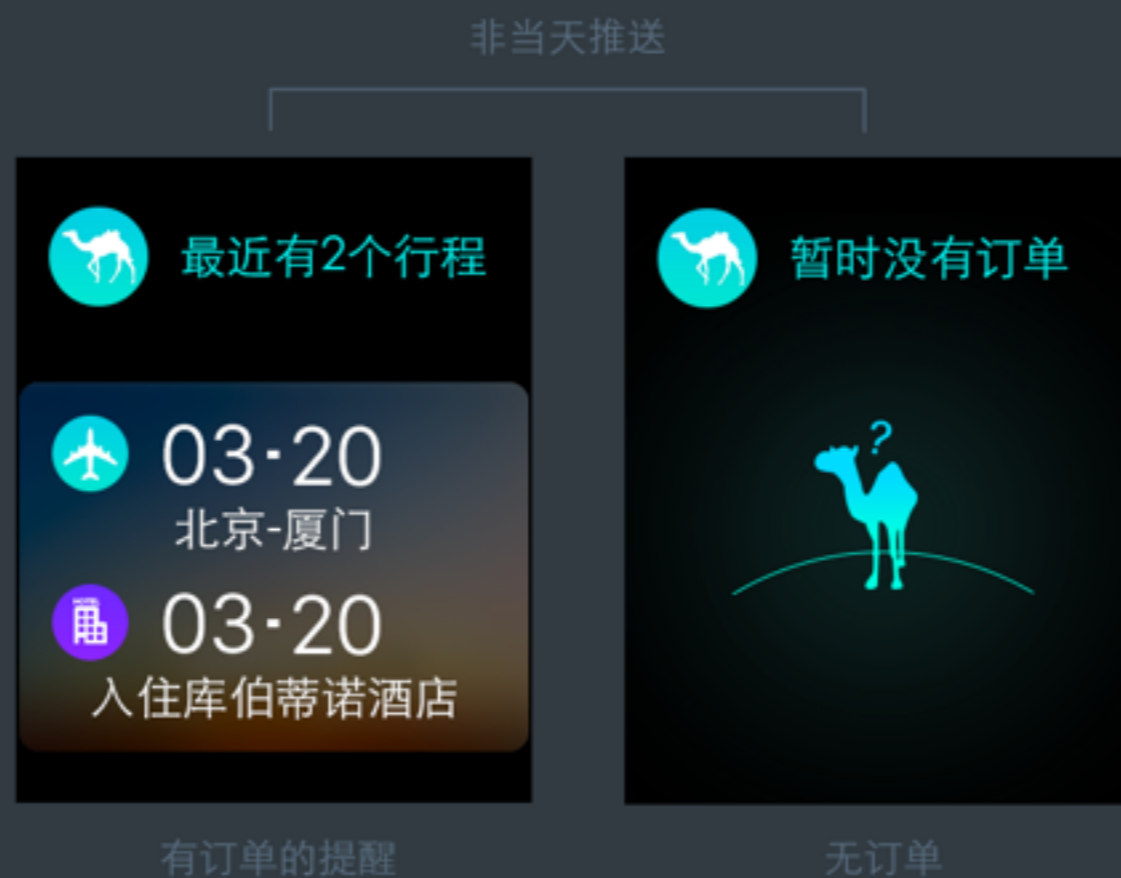 非当天推送
最近有2个行程
03·20
北京-厦门
HOTEL
03·20
入住库伯蒂诺酒店
有订单的提醒
暂时没有订单
?
无订单